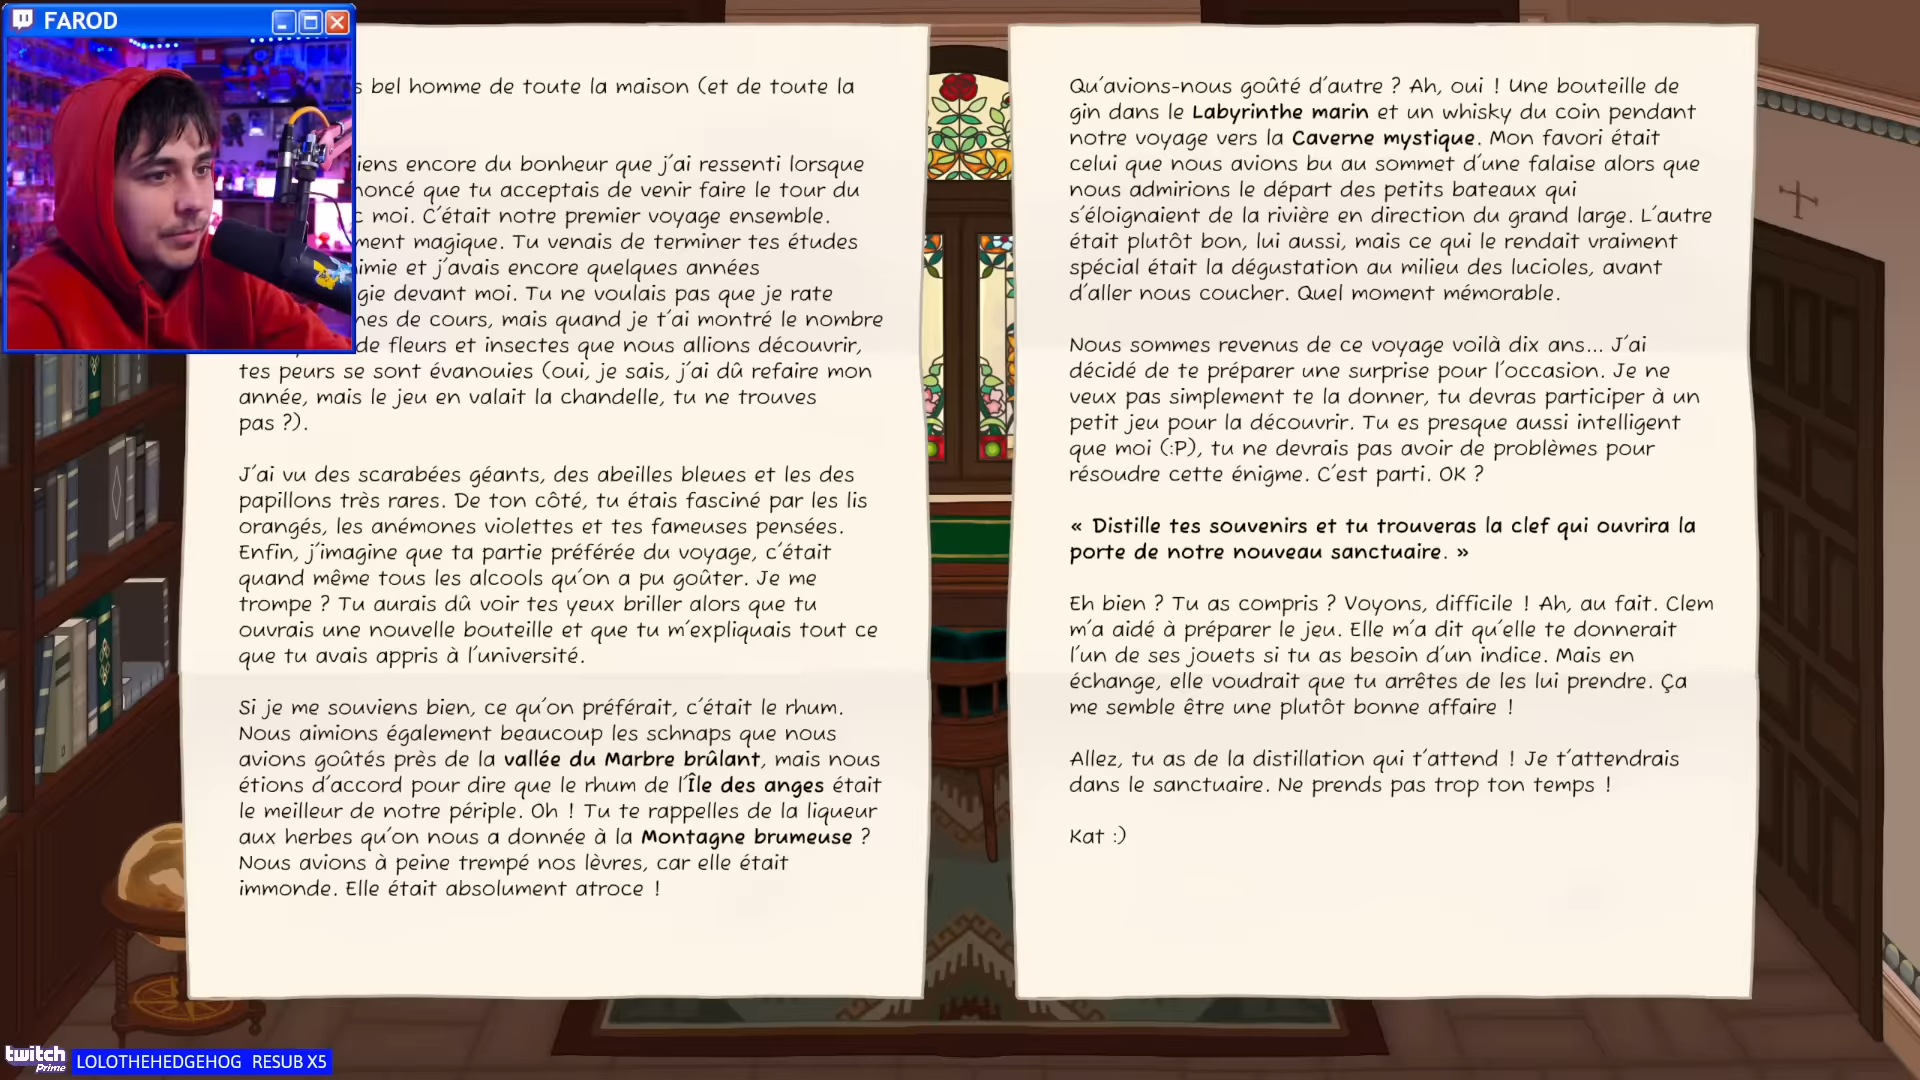 FAROD
bel homme de toute la maison (et de toute la
encore du bonheur que j'ai ressenti lorsque
que tu acceptais de venir faire le tour du
moi. C'était notre premier voyage ensemble.
magique. Tu venais de terminer tes études
et j'avais encore quelques années
devant moi. Tu ne voulais pas que je rate
de cours, mais quand je t'ai montré le nombre
de fleurs et insectes que nous allions découvrir,
tes peurs se sont évanouies (oui, je sais, j'ai dû refaire mon
année, mais le jeu en valait la chandelle, tu ne trouves
pas ?).
J'ai vu des scarabées géants, des abeilles bleues et les des
papillons très rares. De ton côté, tu étais fasciné par les lis
orangés, les anémones violettes et tes fameuses pensées.
Enfin, j'imagine que ta partie préférée du voyage, c'était
quand même tous les alcools qu'on a pu goûter. Je me
trompe ? Tu aurais dû voir tes yeux briller alors que tu
ouvrais une nouvelle bouteille et que tu m'expliquais tout ce
que tu avais appris à l'université.
Si je me souviens bien, ce qu'on préférait, c'était le rhum.
Nous aimions également beaucoup les schnaps que nous
avions goûtés près de la vallée du Marbre brûlant, mais nous
étions d'accord pour dire que le rhum de l'Île des anges était
le meilleur de notre périple. Oh ! Tu te rappelles de la liqueur
aux herbes qu'on nous a donnée à la Montagne brumeuse ?
Nous avions à peine trempé nos lèvres, car elle était
immonde. Elle était absolument atroce !
Qu'avions-nous goûté d'autre ? Ah, oui ! Une bouteille de
gin dans le Labyrinthe marin et un whisky du coin pendant
notre voyage vers la Caverne mystique. Mon favori était
celui que nous avions bu au sommet d'une falaise alors que
nous admirions le départ des petits bateaux qui
s'éloignaient de la rivière en direction du grand large. L'autre
était plutôt bon, lui aussi, mais ce qui le rendait vraiment
spécial était la dégustation au milieu des lucioles, avant
d'aller nous coucher. Quel moment mémorable.
Nous sommes revenus de ce voyage voilà dix ans... J'ai
décidé de te préparer une surprise pour l'occasion. Je ne
veux pas simplement te la donner, tu devras participer à un
petit jeu pour la découvrir. Tu es presque aussi intelligent
que moi (:P), tu ne devrais pas avoir de problèmes pour
résoudre cette énigme. C'est parti. OK ?
« Distille tes souvenirs et tu trouveras la clef qui ouvrira la
porte de notre nouveau sanctuaire. »
Eh bien ? Tu as compris ? Voyons, difficile ! Ah, au fait. Clem
m'a aidé à préparer le jeu. Elle m'a dit qu'elle te donnerait
l'un de ses jouets si tu as besoin d'un indice. Mais en
échange, elle voudrait que tu arrêtes de les lui prendre. Ça
me semble être une plutôt bonne affaire !
Allez, tu as de la distillation qui t'attend ! Je t'attendrais
dans le sanctuaire. Ne prends pas trop ton temps !
Kat :)
twitch
Prime
LOLOTHEHEDGEHOG RESUB X5